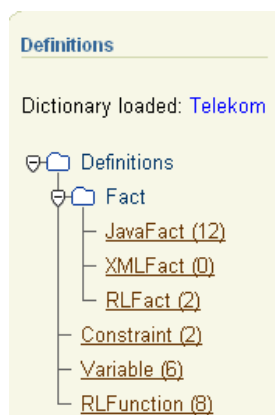 Definitions
Dictionary loaded: Telekom
Definitions
Fact
JavaFact (12)
XMLFact (0)
RLFact (2)
Constraint (2)
Variable (6)
RLFunction (8)